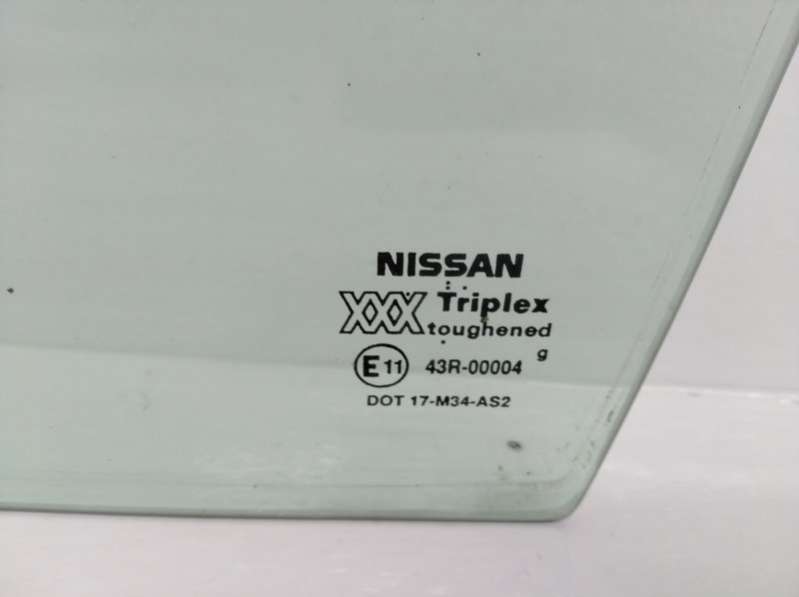 NISSAN
XXX Triplex
toughened
g
E11 43R-00004
DOT 17-M34-AS2